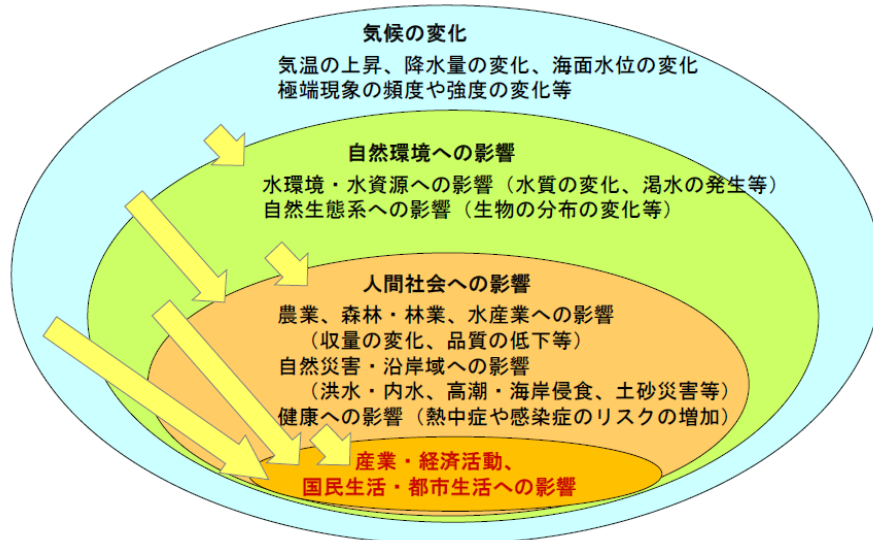 気候の変化
気温の上昇、降水量の変化、海面水位の変化
極端現象の頻度や強度の変化等
自然環境への影響
水環境・水資源への影響（水質の変化、渇水の発生等）
自然生態系への影響（生物の分布の変化等）
人間社会への影響
農業、森林・林業、水産業への影響
（収量の変化、品質の低下等）
自然災害・沿岸域への影響
（洪水・内水、高潮・海岸侵食、土砂災害等）
健康への影響（熱中症や感染症のリスクの増加）
産業・経済活動、
国民生活・都市生活への影響